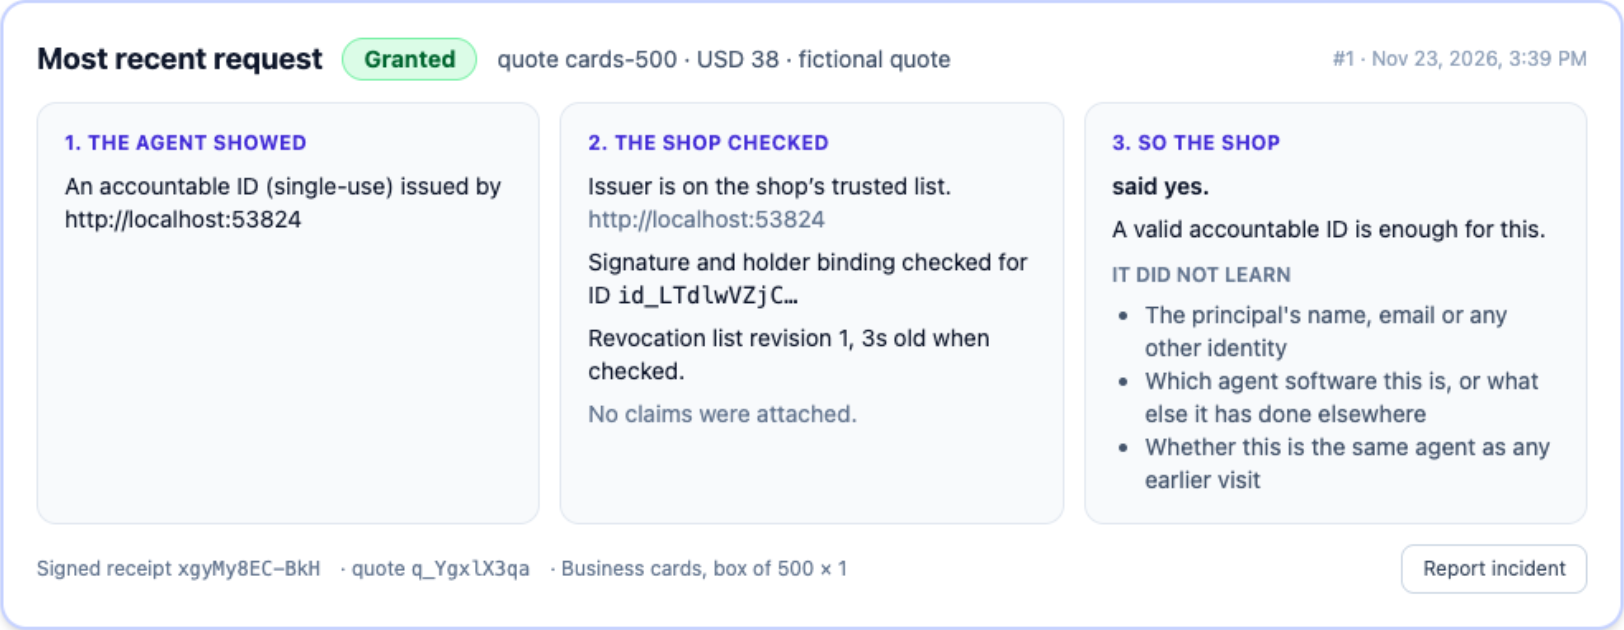 Most recent request Granted quote cards-500 · USD 38 · fictional quote #1 · Nov 23, 2026, 3:39 PM
1. THE AGENT SHOWED
An accountable ID (single-use) issued by
http://localhost:53824
2. THE SHOP CHECKED
Issuer is on the shop’s trusted list.
http://localhost:53824
Signature and holder binding checked for
ID id_LTdlwVZjC…
Revocation list revision 1, 3s old when
checked.
No claims were attached.
3. SO THE SHOP
said yes.
A valid accountable ID is enough for this.
IT DID NOT LEARN
• The principal's name, email or any
other identity
• Which agent software this is, or what
else it has done elsewhere
• Whether this is the same agent as any
earlier visit
Signed receipt xgyMy8EC-BkH · quote q_YgxlX3qa · Business cards, box of 500 × 1 Report incident